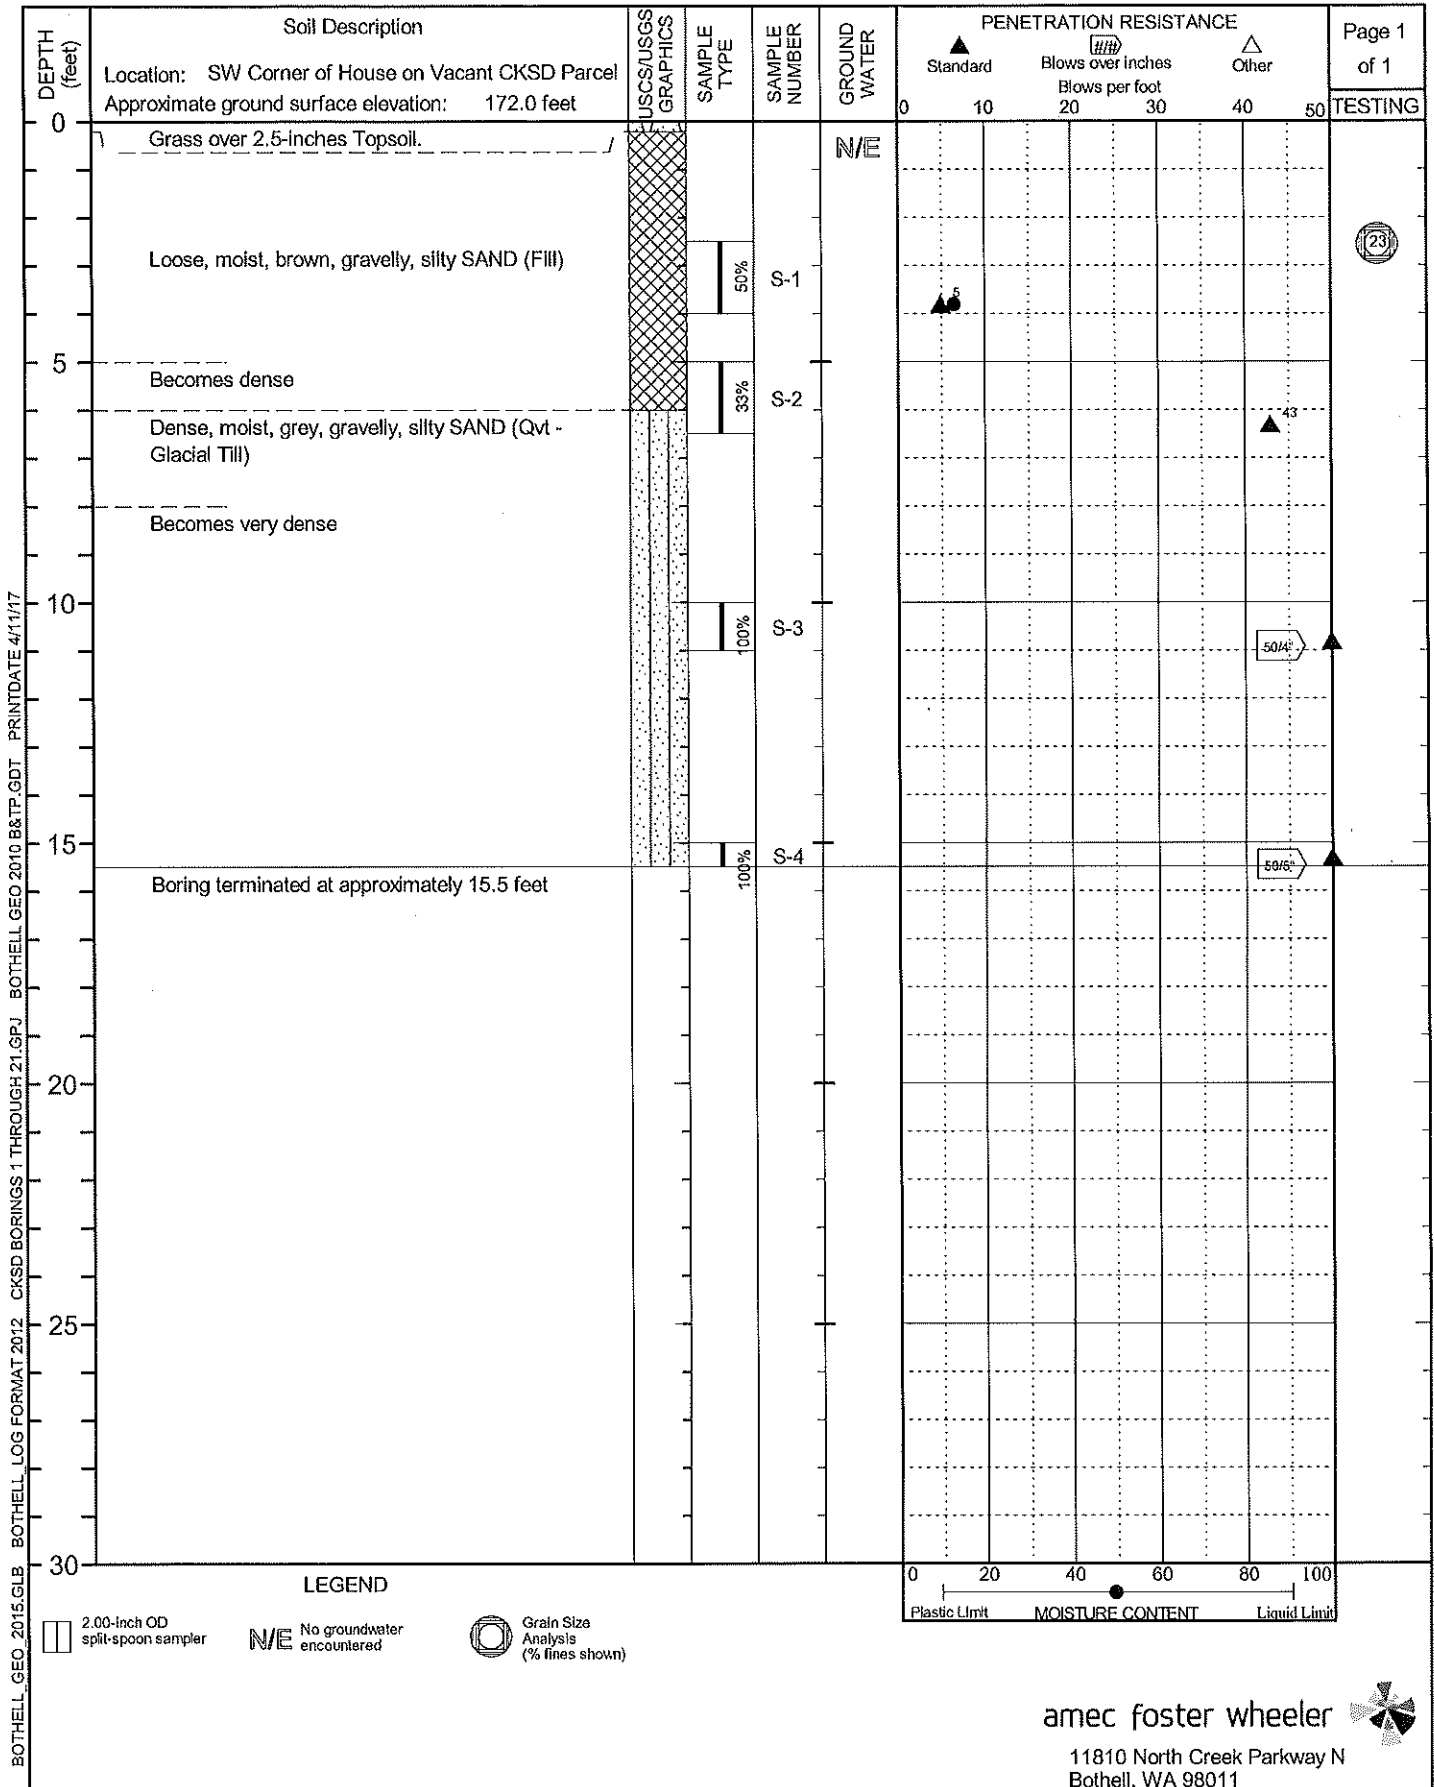 Soil Description
Location: SW Corner of House on Vacant CKSD Parcel
Approximate ground surface elevation: 172.0 feet
DEPTH (feet)
USCS/USGS GRAPHICS
SAMPLE TYPE
SAMPLE NUMBER
GROUND WATER
PENETRATION RESISTANCE
Standard
##/#
Blows over inches
Other
Blows per foot
0 10 20 30 40 50
Page 1
of 1
TESTING
0
Grass over 2.5-inches Topsoil.
N/E
23
Loose, moist, brown, gravelly, silty SAND (Fill)
50%
S-1
5
5
Becomes dense
33%
S-2
43
Dense, moist, grey, gravelly, silty SAND (Qvt -
Glacial Till)
Becomes very dense
10
100%
S-3
50/4"
15
100%
S-4
Boring terminated at approximately 15.5 feet
20
25
30
0 20 40 60 80 100
Plastic Limit
MOISTURE CONTENT
Liquid Limit
LEGEND
2.00-inch OD
split-spoon sampler
N/E No groundwater
encountered
Grain Size
Analysis
(% fines shown)
amec foster wheeler
11810 North Creek Parkway N
Bothell, WA 98011
BOTHELL_GEO_2015.GLB BOTHELL_LOG FORMAT 2012 CKSD BORINGS 1 THROUGH 21.GPJ BOTHELL GEO 2010 B&TP.GDT PRINTDATE 4/11/17